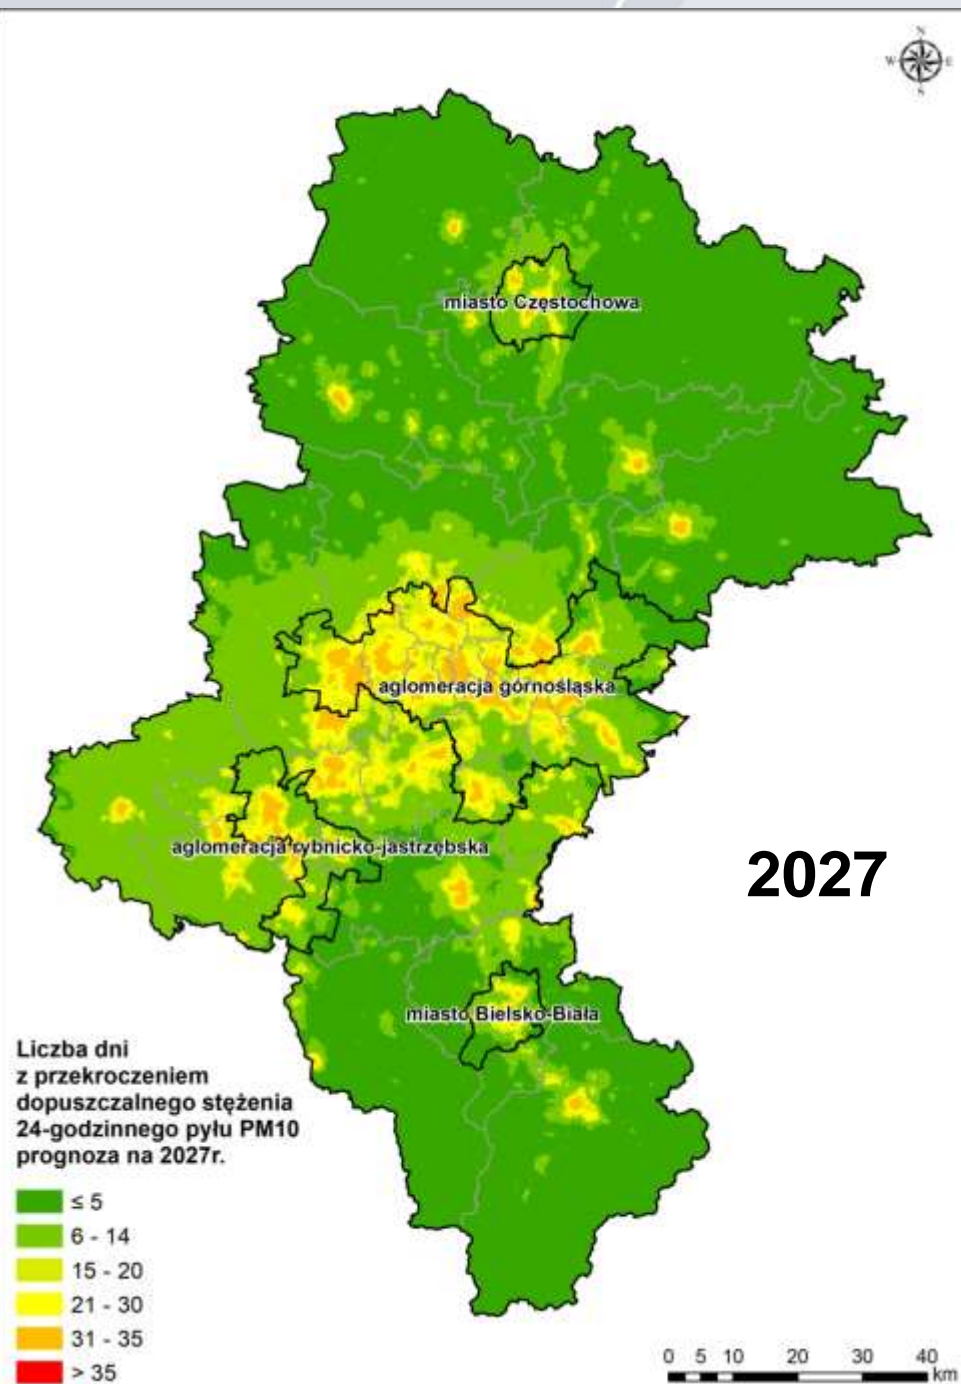 N
W E
S
miasto Częstochowa
aglomeracja górnośląska
aglomeracja rybnicko-jastrzębska
2027
miasto Bielsko-Biała
Liczba dni
z przekroczeniem
dopuszczalnego stężenia
24-godzinnego pyłu PM10
prognoza na 2027r.
≤ 5
6 - 14
15 - 20
21 - 30
31 - 35
> 35
0 5 10 20 30 40
km